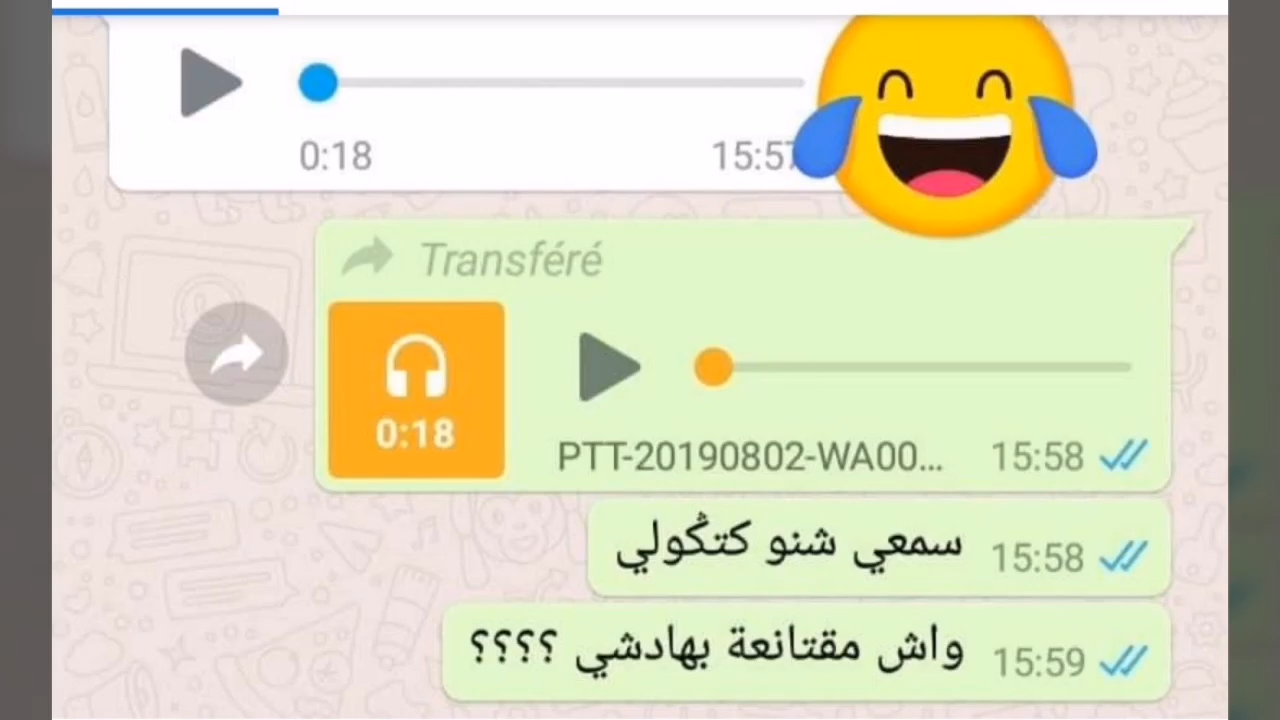 0:18 15:57
Transféré
0:18
PTT-20190802-WA00... 15:58
سمعي شنو كتݣولي 15:58
واش مقتانعة بهادشي ؟؟؟؟ 15:59